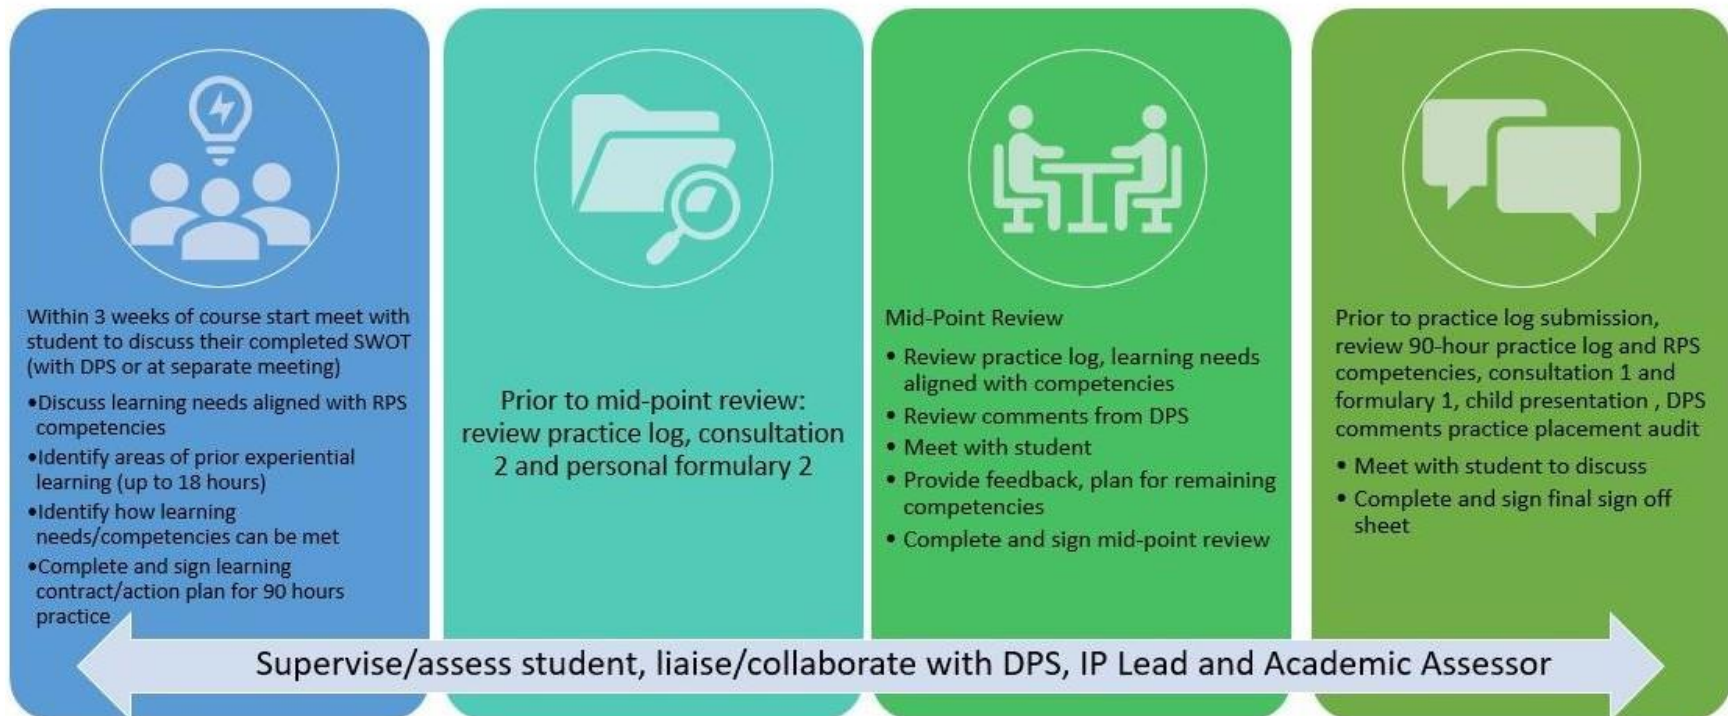 Within 3 weeks of course start meet with
student to discuss their completed SWOT
(with DPS or at separate meeting)
•Discuss learning needs aligned with RPS
competencies
•Identify areas of prior experiential
learning (up to 18 hours)
•Identify how learning
needs/competencies can be met
•Complete and sign learning
contract/action plan for 90 hours
practice
Prior to mid-point review:
review practice log, consultation
2 and personal formulary 2
Mid-Point Review
• Review practice log, learning needs
aligned with competencies
• Review comments from DPS
• Meet with student
• Provide feedback, plan for remaining
competencies
• Complete and sign mid-point review
Prior to practice log submission,
review 90-hour practice log and RPS
competencies, consultation 1 and
formulary 1, child presentation , DPS
comments practice placement audit
• Meet with student to discuss
• Complete and sign final sign off
sheet
Supervise/assess student, liaise/collaborate with DPS, IP Lead and Academic Assessor